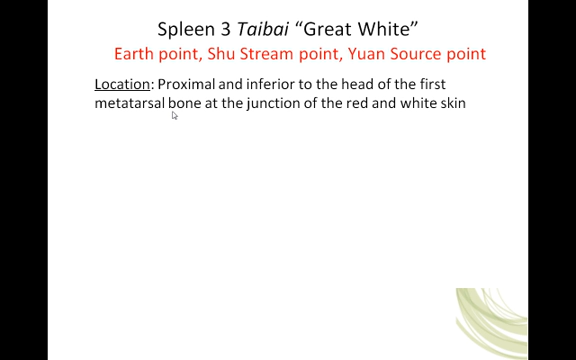 Spleen 3 Taibai “Great White”
Earth point, Shu Stream point, Yuan Source point
Location: Proximal and inferior to the head of the first
metatarsal bone at the junction of the red and white skin